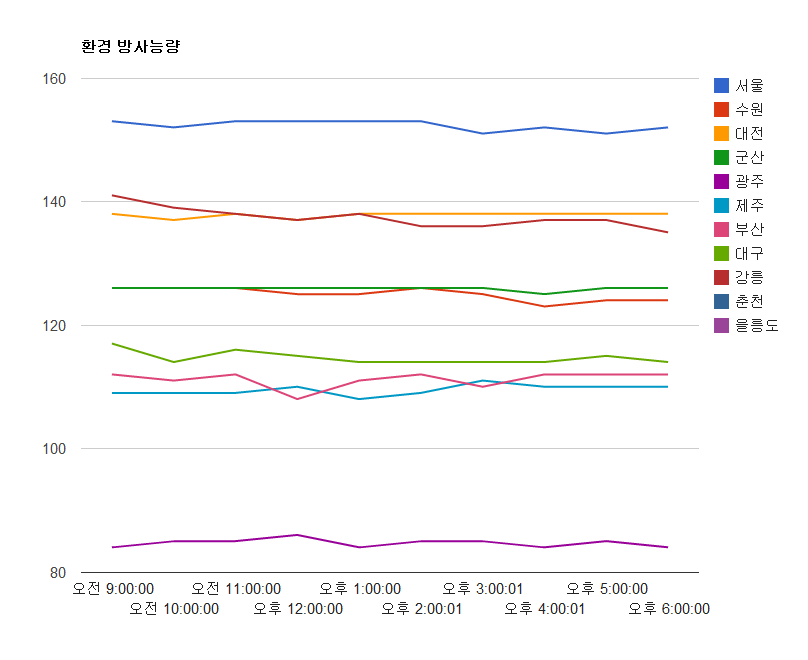 환경 방사능량
160
140
120
100
80
서울
수원
대전
군산
광주
제주
부산
대구
강릉
춘천
울릉도
오전 9:00:00
오전 10:00:00
오전 11:00:00
오후 12:00:00
오후 1:00:00
오후 2:00:01
오후 3:00:01
오후 4:00:01
오후 5:00:00
오후 6:00:00